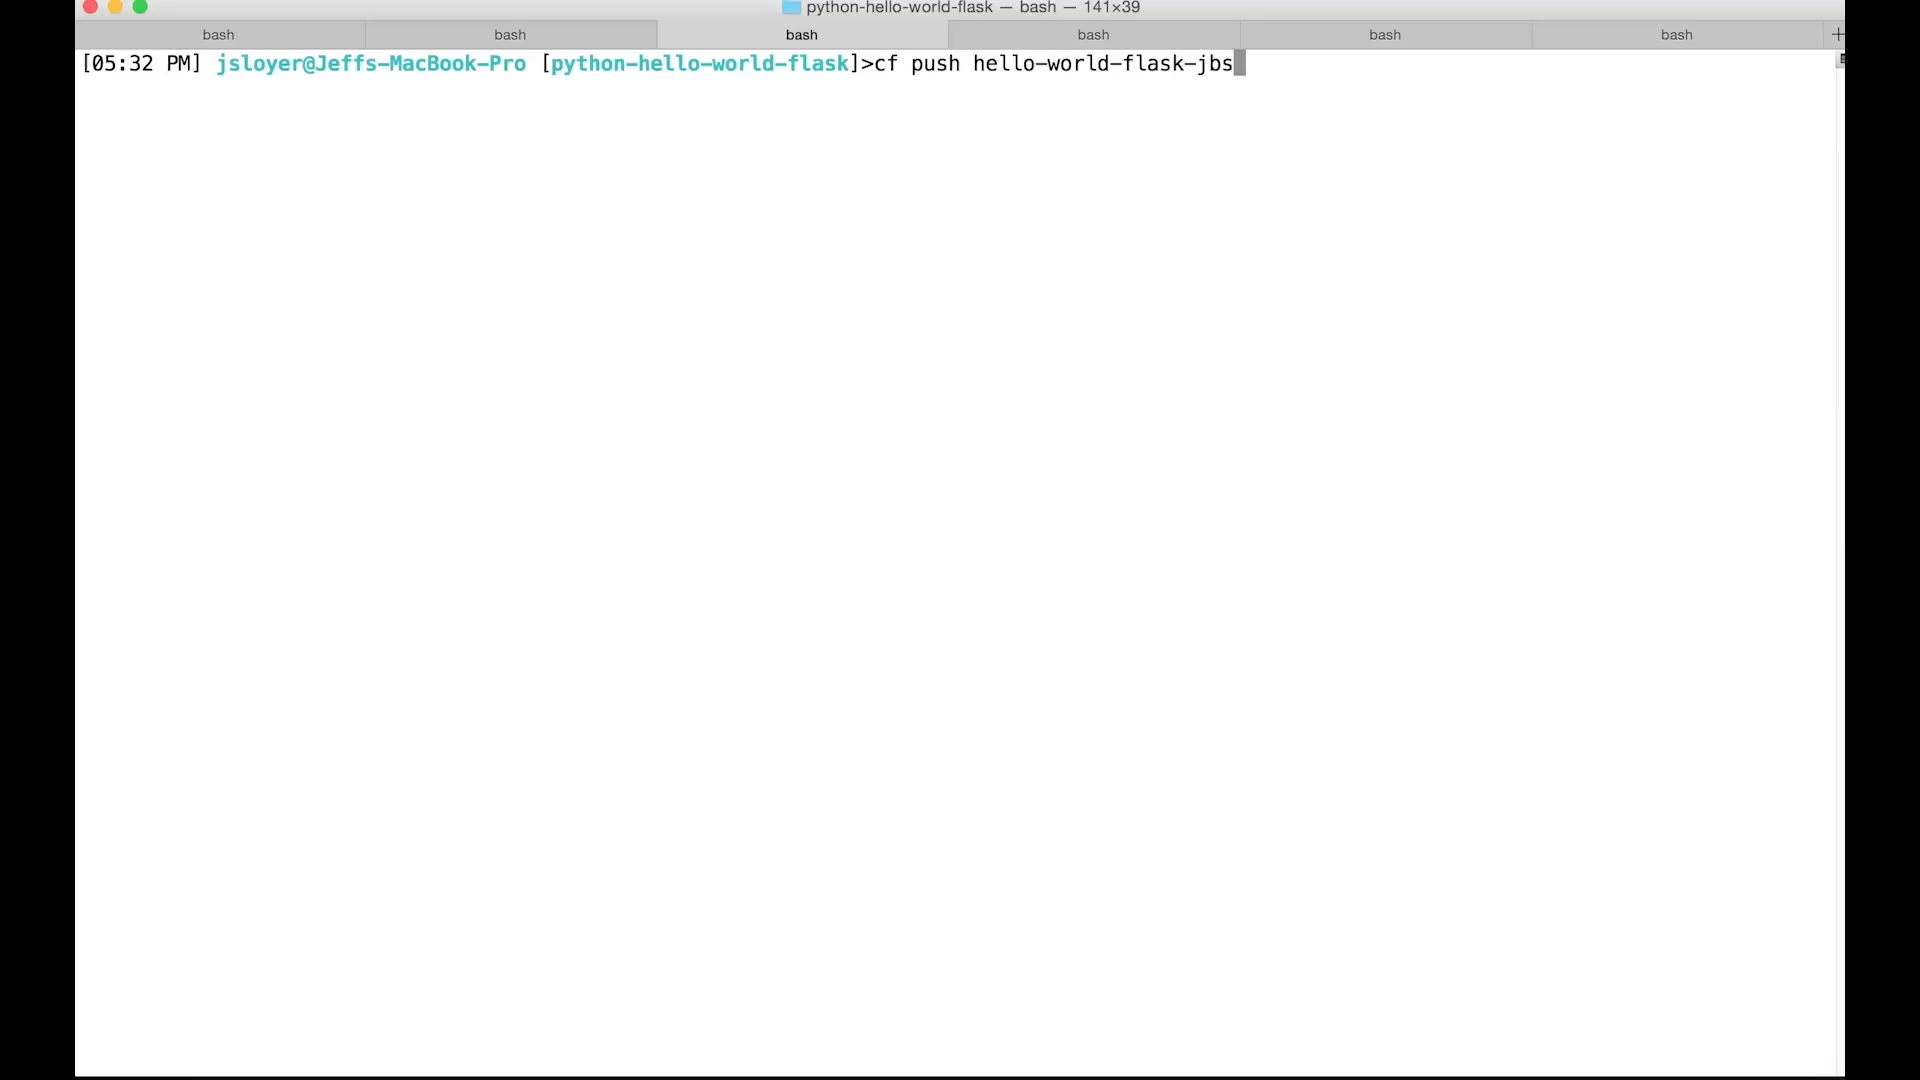 python-hello-world-flask — bash — 141×39
bash bash bash bash bash bash +
[05:32 PM] jsloyer@Jeffs-MacBook-Pro [python-hello-world-flask]>cf push hello-world-flask-jbs